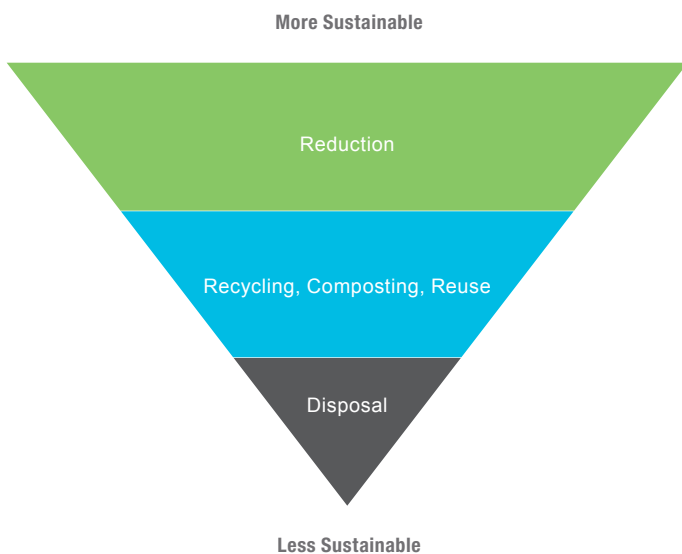 More Sustainable
Reduction
Recycling, Composting, Reuse
Disposal
Less Sustainable